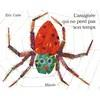 Eric Carle
L'araignée
qui ne perd pas
son temps
Mijade